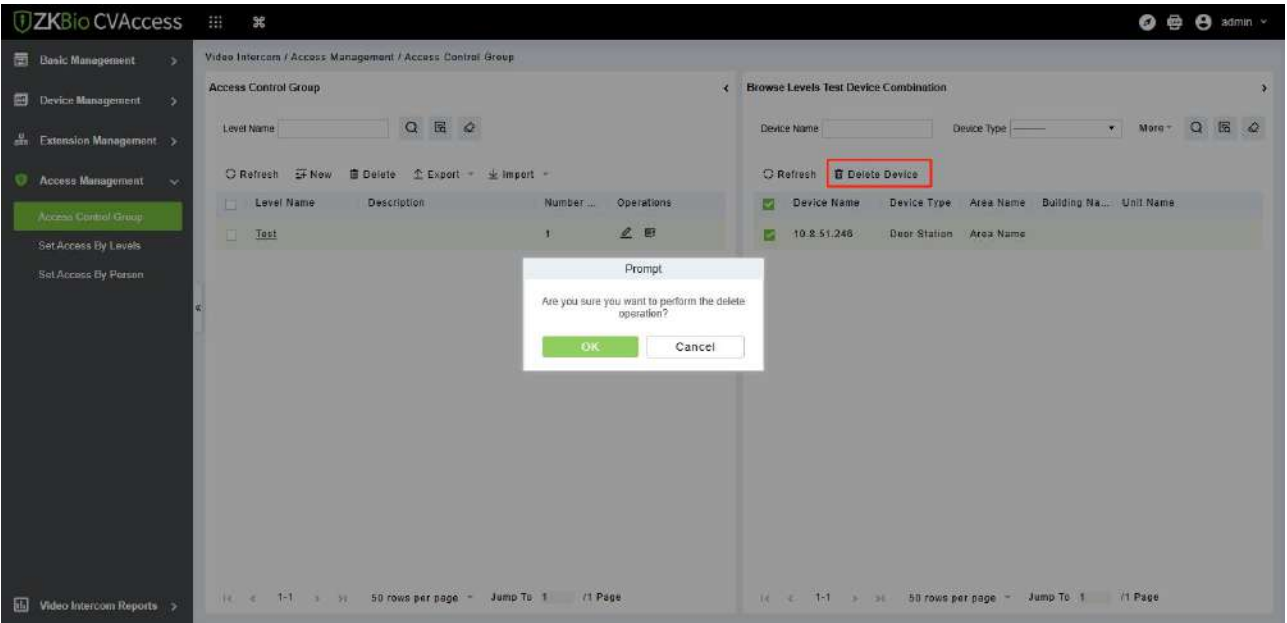 ZKBio CVAccess
admin
Basic Management
Device Management
Extension Management
Access Management
Access Control Group
Set Access By Levels
Set Access By Person
Video Intercom Reports
Video Intercom / Access Management / Access Control Group
Access Control Group
Level Name
Refresh New Delete Export Import
Level Name Description Number ... Operations
Test 1
1-1 50 rows per page Jump To 1 /1 Page
Browse Levels Test Device Combination
Device Name Device Type --------- More
Refresh Delete Device
Device Name Device Type Area Name Building Na... Unit Name
10.8.51.246 Door Station Area Name
1-1 50 rows per page Jump To 1 /1 Page
Prompt
Are you sure you want to perform the delete
operation?
OK Cancel